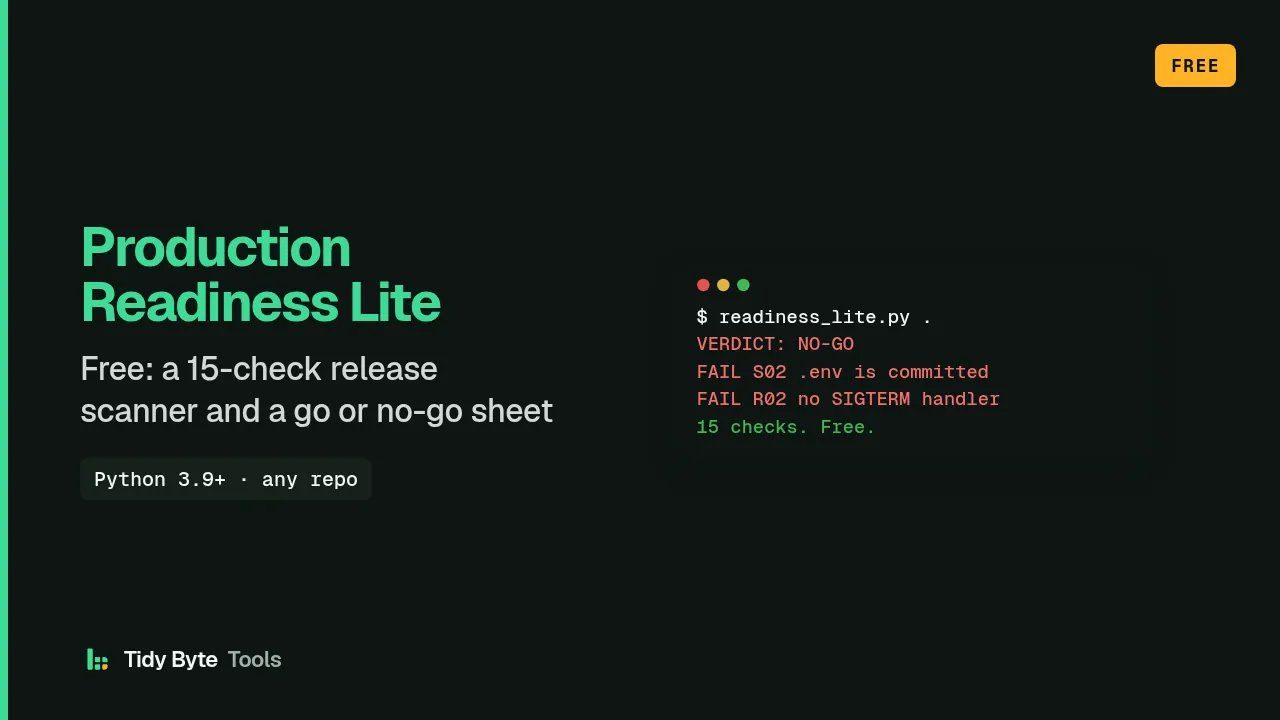 FREE
Production
Readiness Lite
Free: a 15-check release
scanner and a go or no-go sheet
Python 3.9+ · any repo
$ readiness_lite.py .
VERDICT: NO-GO
FAIL S02 .env is committed
FAIL R02 no SIGTERM handler
15 checks. Free.
Tidy Byte Tools